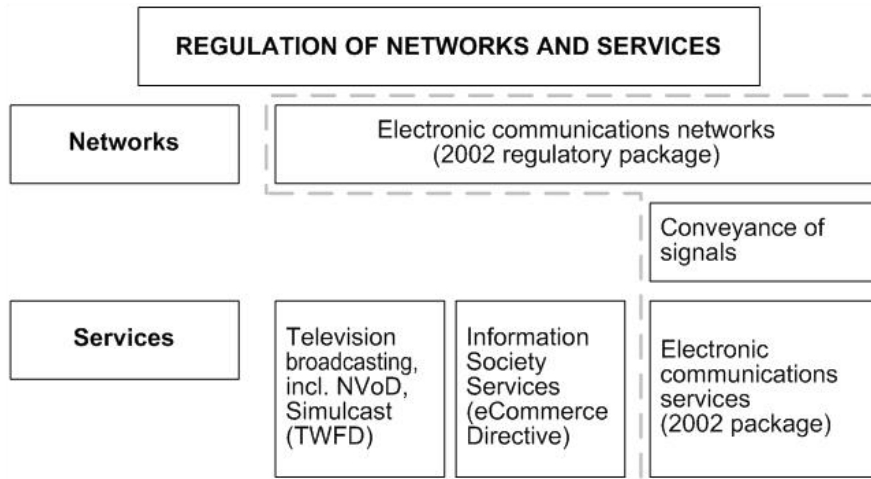 REGULATION OF NETWORKS AND SERVICES
Networks
Electronic communications networks
(2002 regulatory package)
Conveyance of
signals
Services
Television
broadcasting,
incl. NVoD,
Simulcast
(TWFD)
Information
Society
Services
(eCommerce
Directive)
Electronic
communications
services
(2002 package)